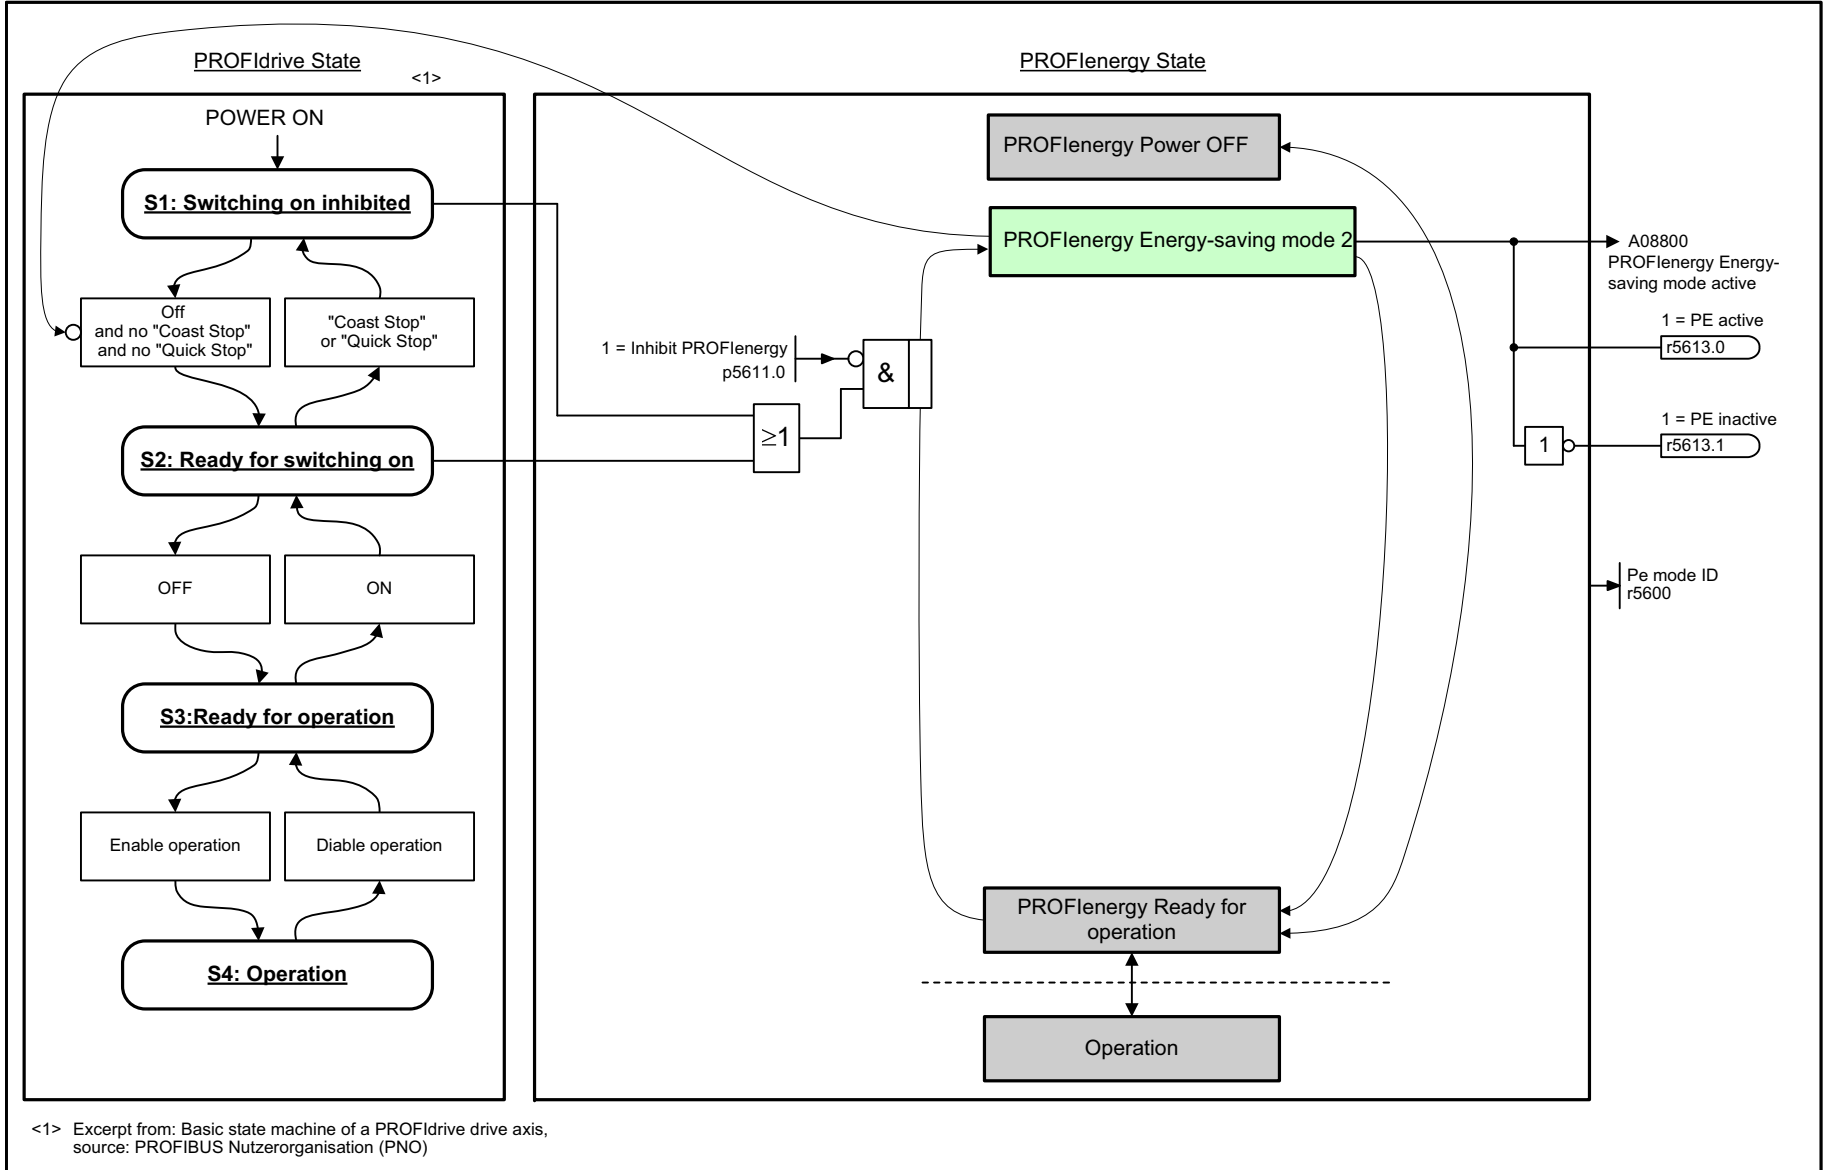 PROFIdrive State
<1>
PROFIenergy State
POWER ON
S1: Switching on inhibited
Off
and no "Coast Stop"
and no "Quick Stop"
"Coast Stop"
or "Quick Stop"
S2: Ready for switching on
OFF
ON
S3:Ready for operation
Enable operation
Diable operation
S4: Operation
PROFIenergy Power OFF
PROFIenergy Energy-saving mode 2
1 = Inhibit PROFIenergy
p5611.0
&
≥1
PROFIenergy Ready for
operation
Operation
A08800
PROFIenergy Energy-
saving mode active
1 = PE active
r5613.0
1 = PE inactive
1
r5613.1
Pe mode ID
r5600
<1> Excerpt from: Basic state machine of a PROFIdrive drive axis,
source: PROFIBUS Nutzerorganisation (PNO)